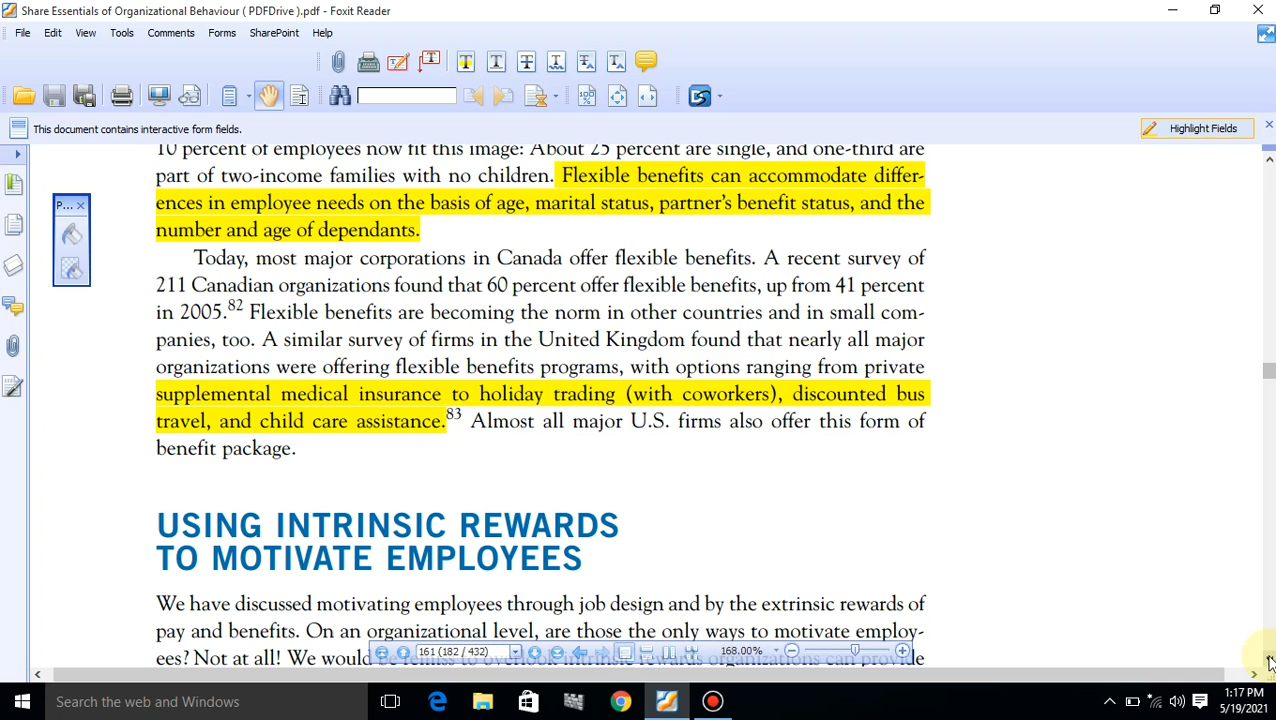 Share Essentials of Organizational Behaviour ( PDFDrive ).pdf - Foxit Reader
File Edit View Tools Comments Forms SharePoint Help
This document contains interactive form fields.
Highlight Fields
P...
10 percent of employees now fit this image: About 25 percent are single, and one-third are
part of two-income families with no children. Flexible benefits can accommodate differ-
ences in employee needs on the basis of age, marital status, partner's benefit status, and the
number and age of dependants.
Today, most major corporations in Canada offer flexible benefits. A recent survey of
211 Canadian organizations found that 60 percent offer flexible benefits, up from 41 percent
in 2005.82 Flexible benefits are becoming the norm in other countries and in small com-
panies, too. A similar survey of firms in the United Kingdom found that nearly all major
organizations were offering flexible benefits programs, with options ranging from private
supplemental medical insurance to holiday trading (with coworkers), discounted bus
travel, and child care assistance.83 Almost all major U.S. firms also offer this form of
benefit package.
USING INTRINSIC REWARDS
TO MOTIVATE EMPLOYEES
We have discussed motivating employees through job design and by the extrinsic rewards of
pay and benefits. On an organizational level, are those the only ways to motivate employ-
ees? Not at all! We would be remiss to overlook intrinsic rewards organizations can provide
161 (182 / 432)
168.00%
Search the web and Windows
1:17 PM
5/19/2021